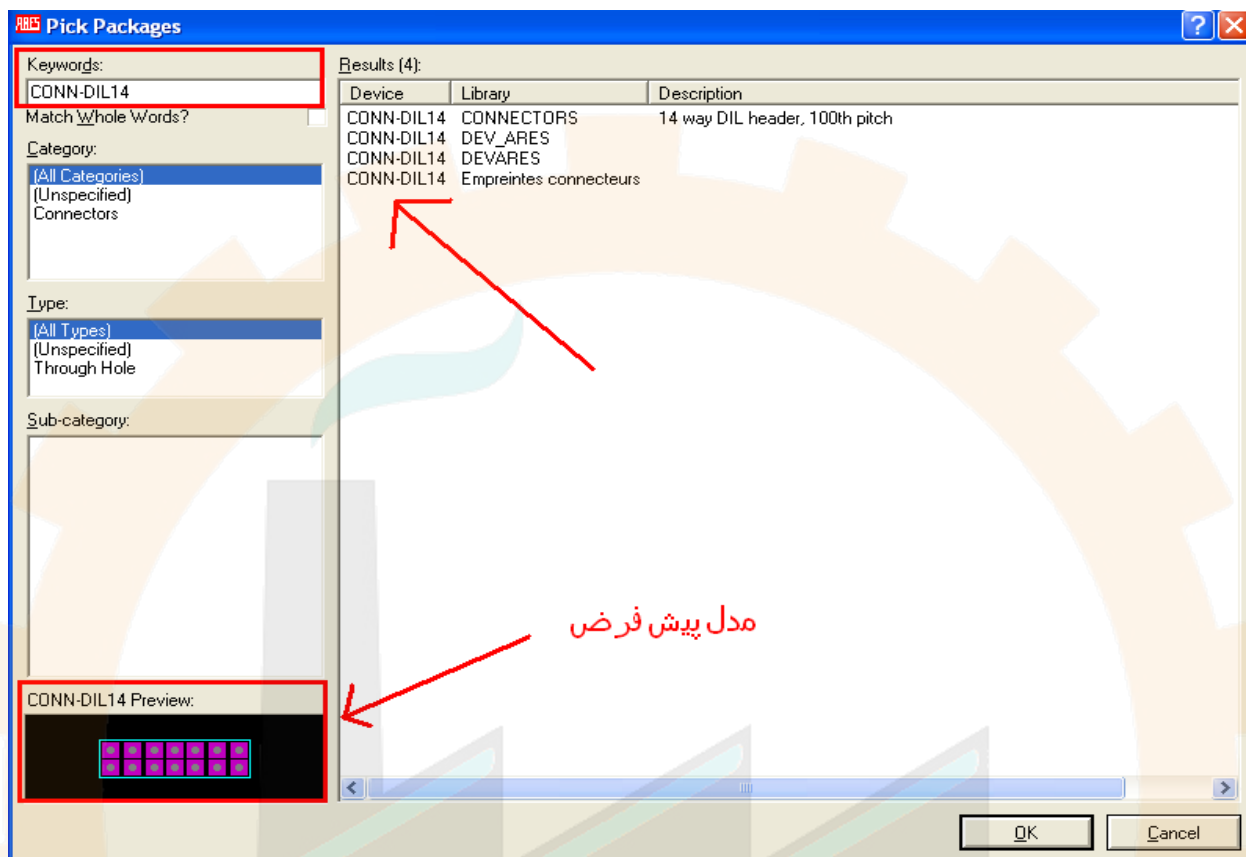 ARES Pick Packages
Keywords:
CONN-DIL14
Match Whole Words?
Category:
(All Categories)
(Unspecified)
Connectors
Type:
(All Types)
(Unspecified)
Through Hole
Sub-category:
CONN-DIL14 Preview:
Results (4):
Device Library Description
CONN-DIL14 CONNECTORS 14 way DIL header, 100th pitch
CONN-DIL14 DEV_ARES
CONN-DIL14 DEVARES
CONN-DIL14 Empreintes connecteurs
مدل پیش فرض
OK Cancel